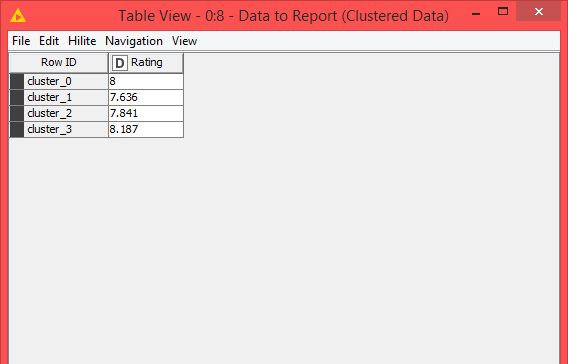 Table View - 0:8 - Data to Report (Clustered Data)
File Edit Hilite Navigation View
Row ID D Rating
cluster_0 8
cluster_1 7.636
cluster_2 7.841
cluster_3 8.187